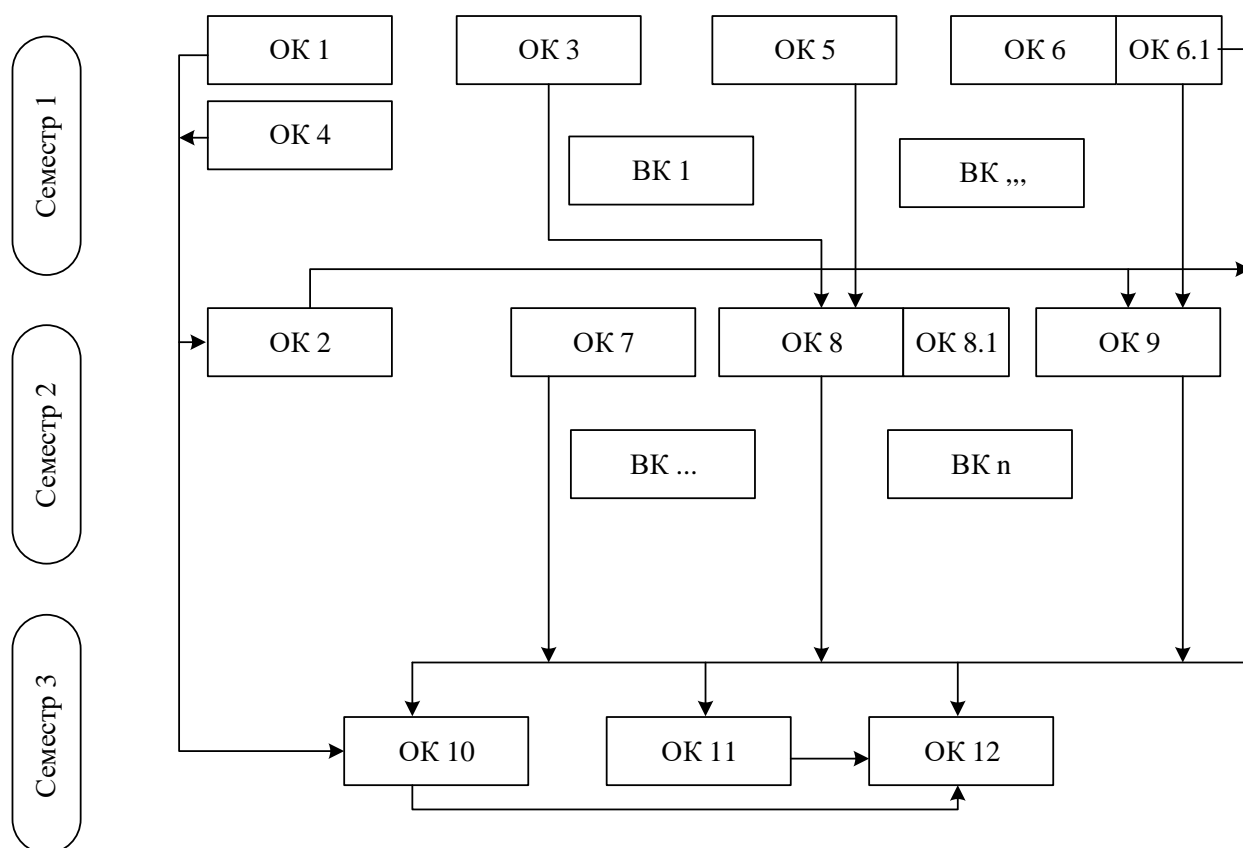 ОК 1
ОК 3
ОК 5
ОК 6
ОК 6.1
Семестр 1
ОК 4
ВК 1
ВК ,,,
ОК 2
ОК 7
ОК 8
ОК 8.1
ОК 9
Семестр 2
ВК ...
ВК n
Семестр 3
ОК 10
ОК 11
ОК 12